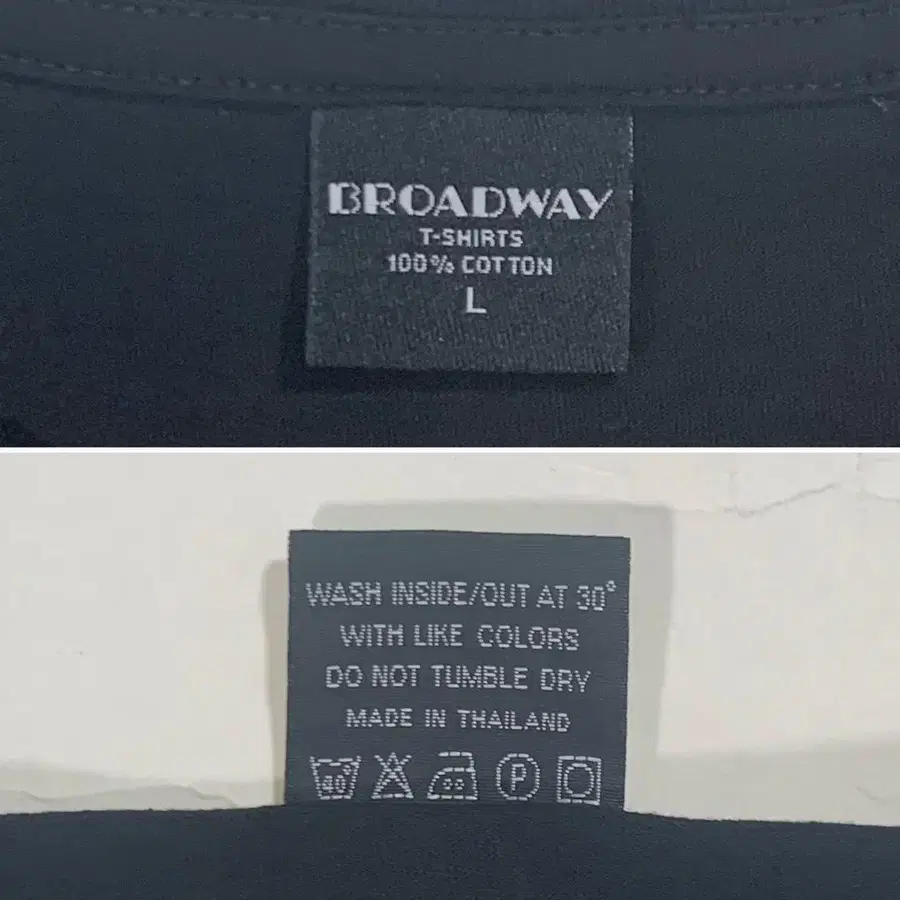 BROADWAY
T-SHIRTS
100% COTTON
L
WASH INSIDE/OUT AT 30°
WITH LIKE COLORS
DO NOT TUMBLE DRY
MADE IN THAILAND
40° P